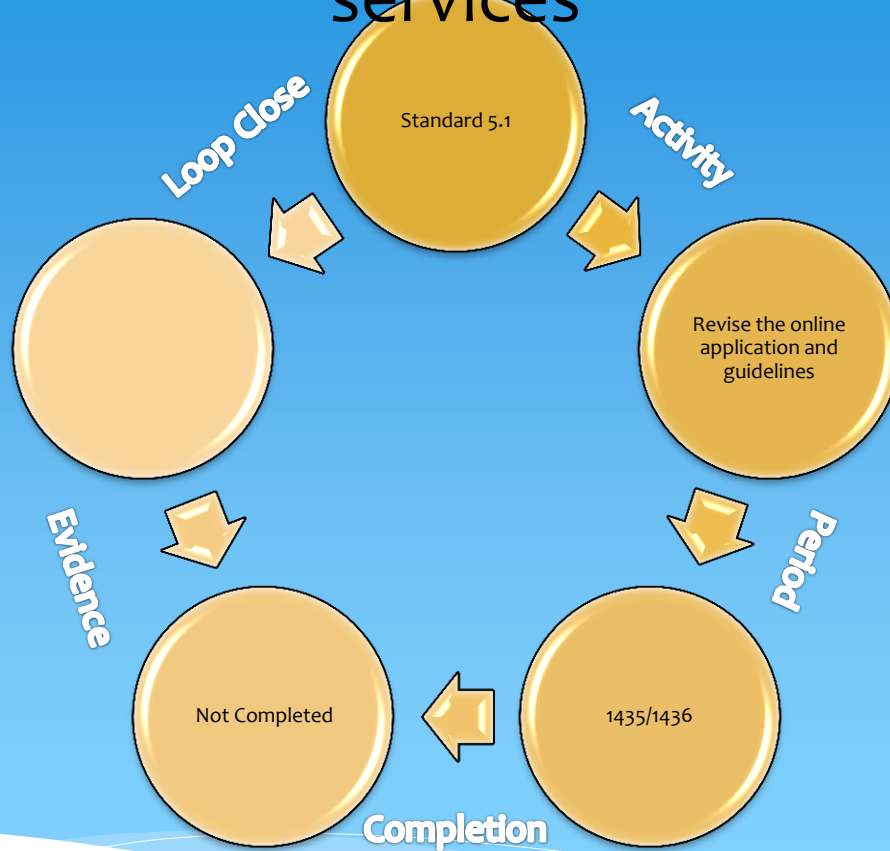 services
Standard 5.1
Loop Close
Activity
Revise the online
application and
guidelines
Evidence
Period
Not Completed
1435/1436
Completion